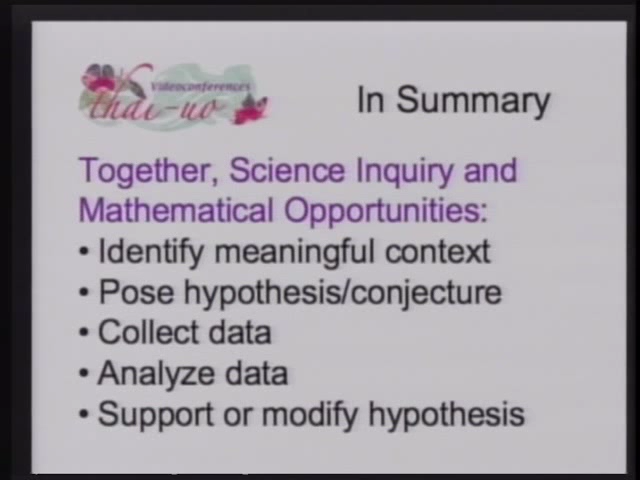 Videoconferences
thai-uo
In Summary
Together, Science Inquiry and
Mathematical Opportunities:
• Identify meaningful context
• Pose hypothesis/conjecture
• Collect data
• Analyze data
• Support or modify hypothesis